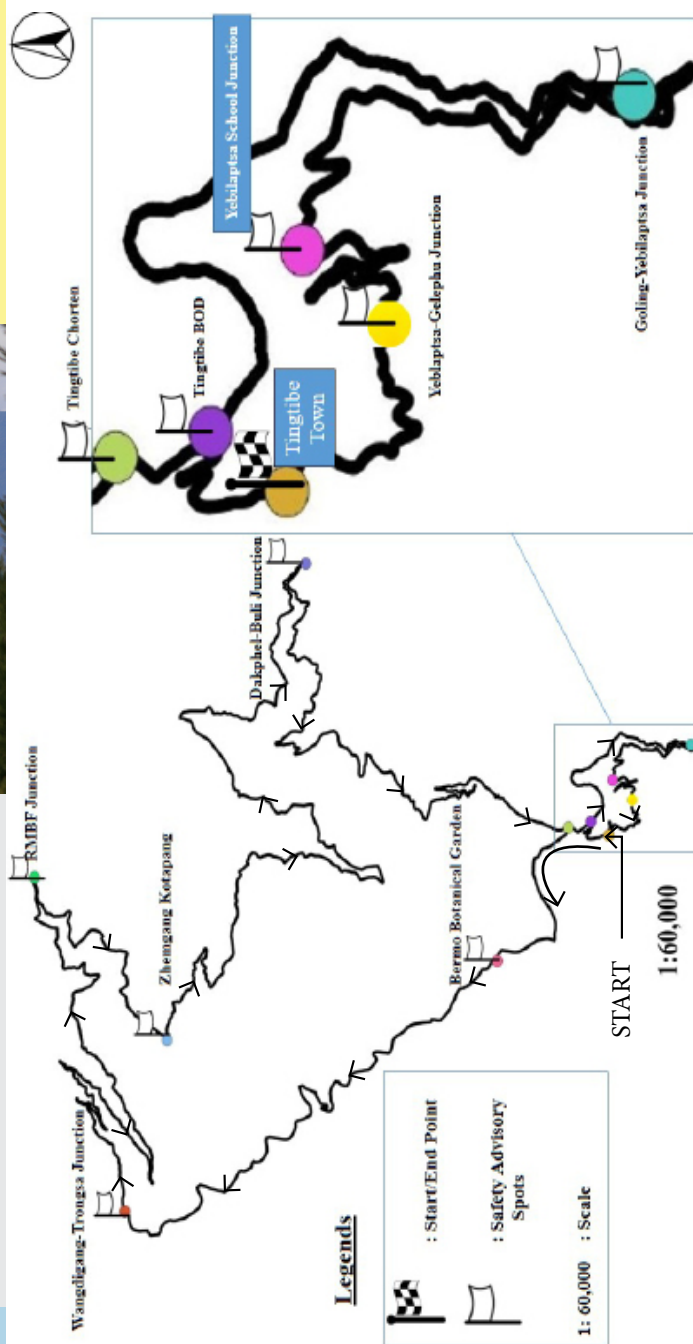 Tingtibe Chorten
Yebilaptsa School Junction
Tingtibe BOD
Tingtibe
Town
Yeblaptsa-Gelephu Junction
Goling-Yebilaptsa Junction
RMBF Junction
Dakphel-Buli Junction
Wangdigang-Trongsa Junction
Zhemgang Kotapang
Bermo Botanical Garden
START
1:60,000
Legends
: Start/End Point
: Safety Advisory
Spots
1: 60,000 : Scale